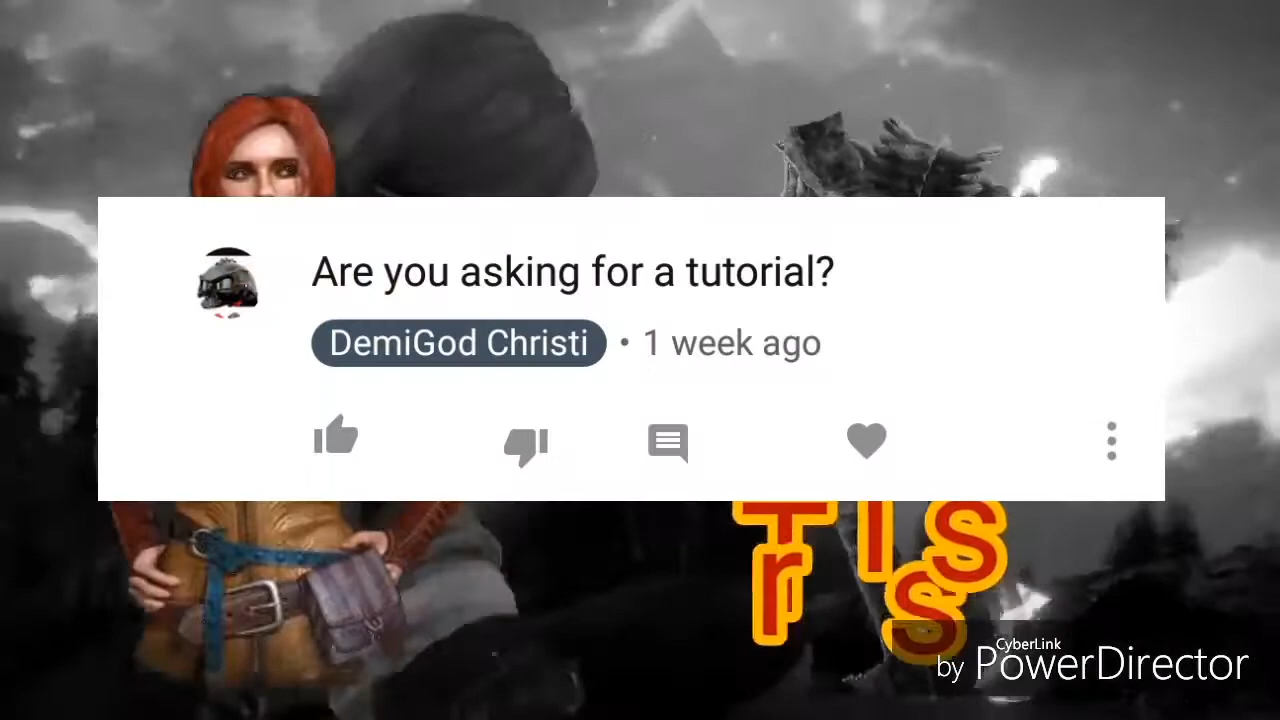 Are you asking for a tutorial?
DemiGod Christi • 1 week ago
T r i s s
CyberLink
by PowerDirector